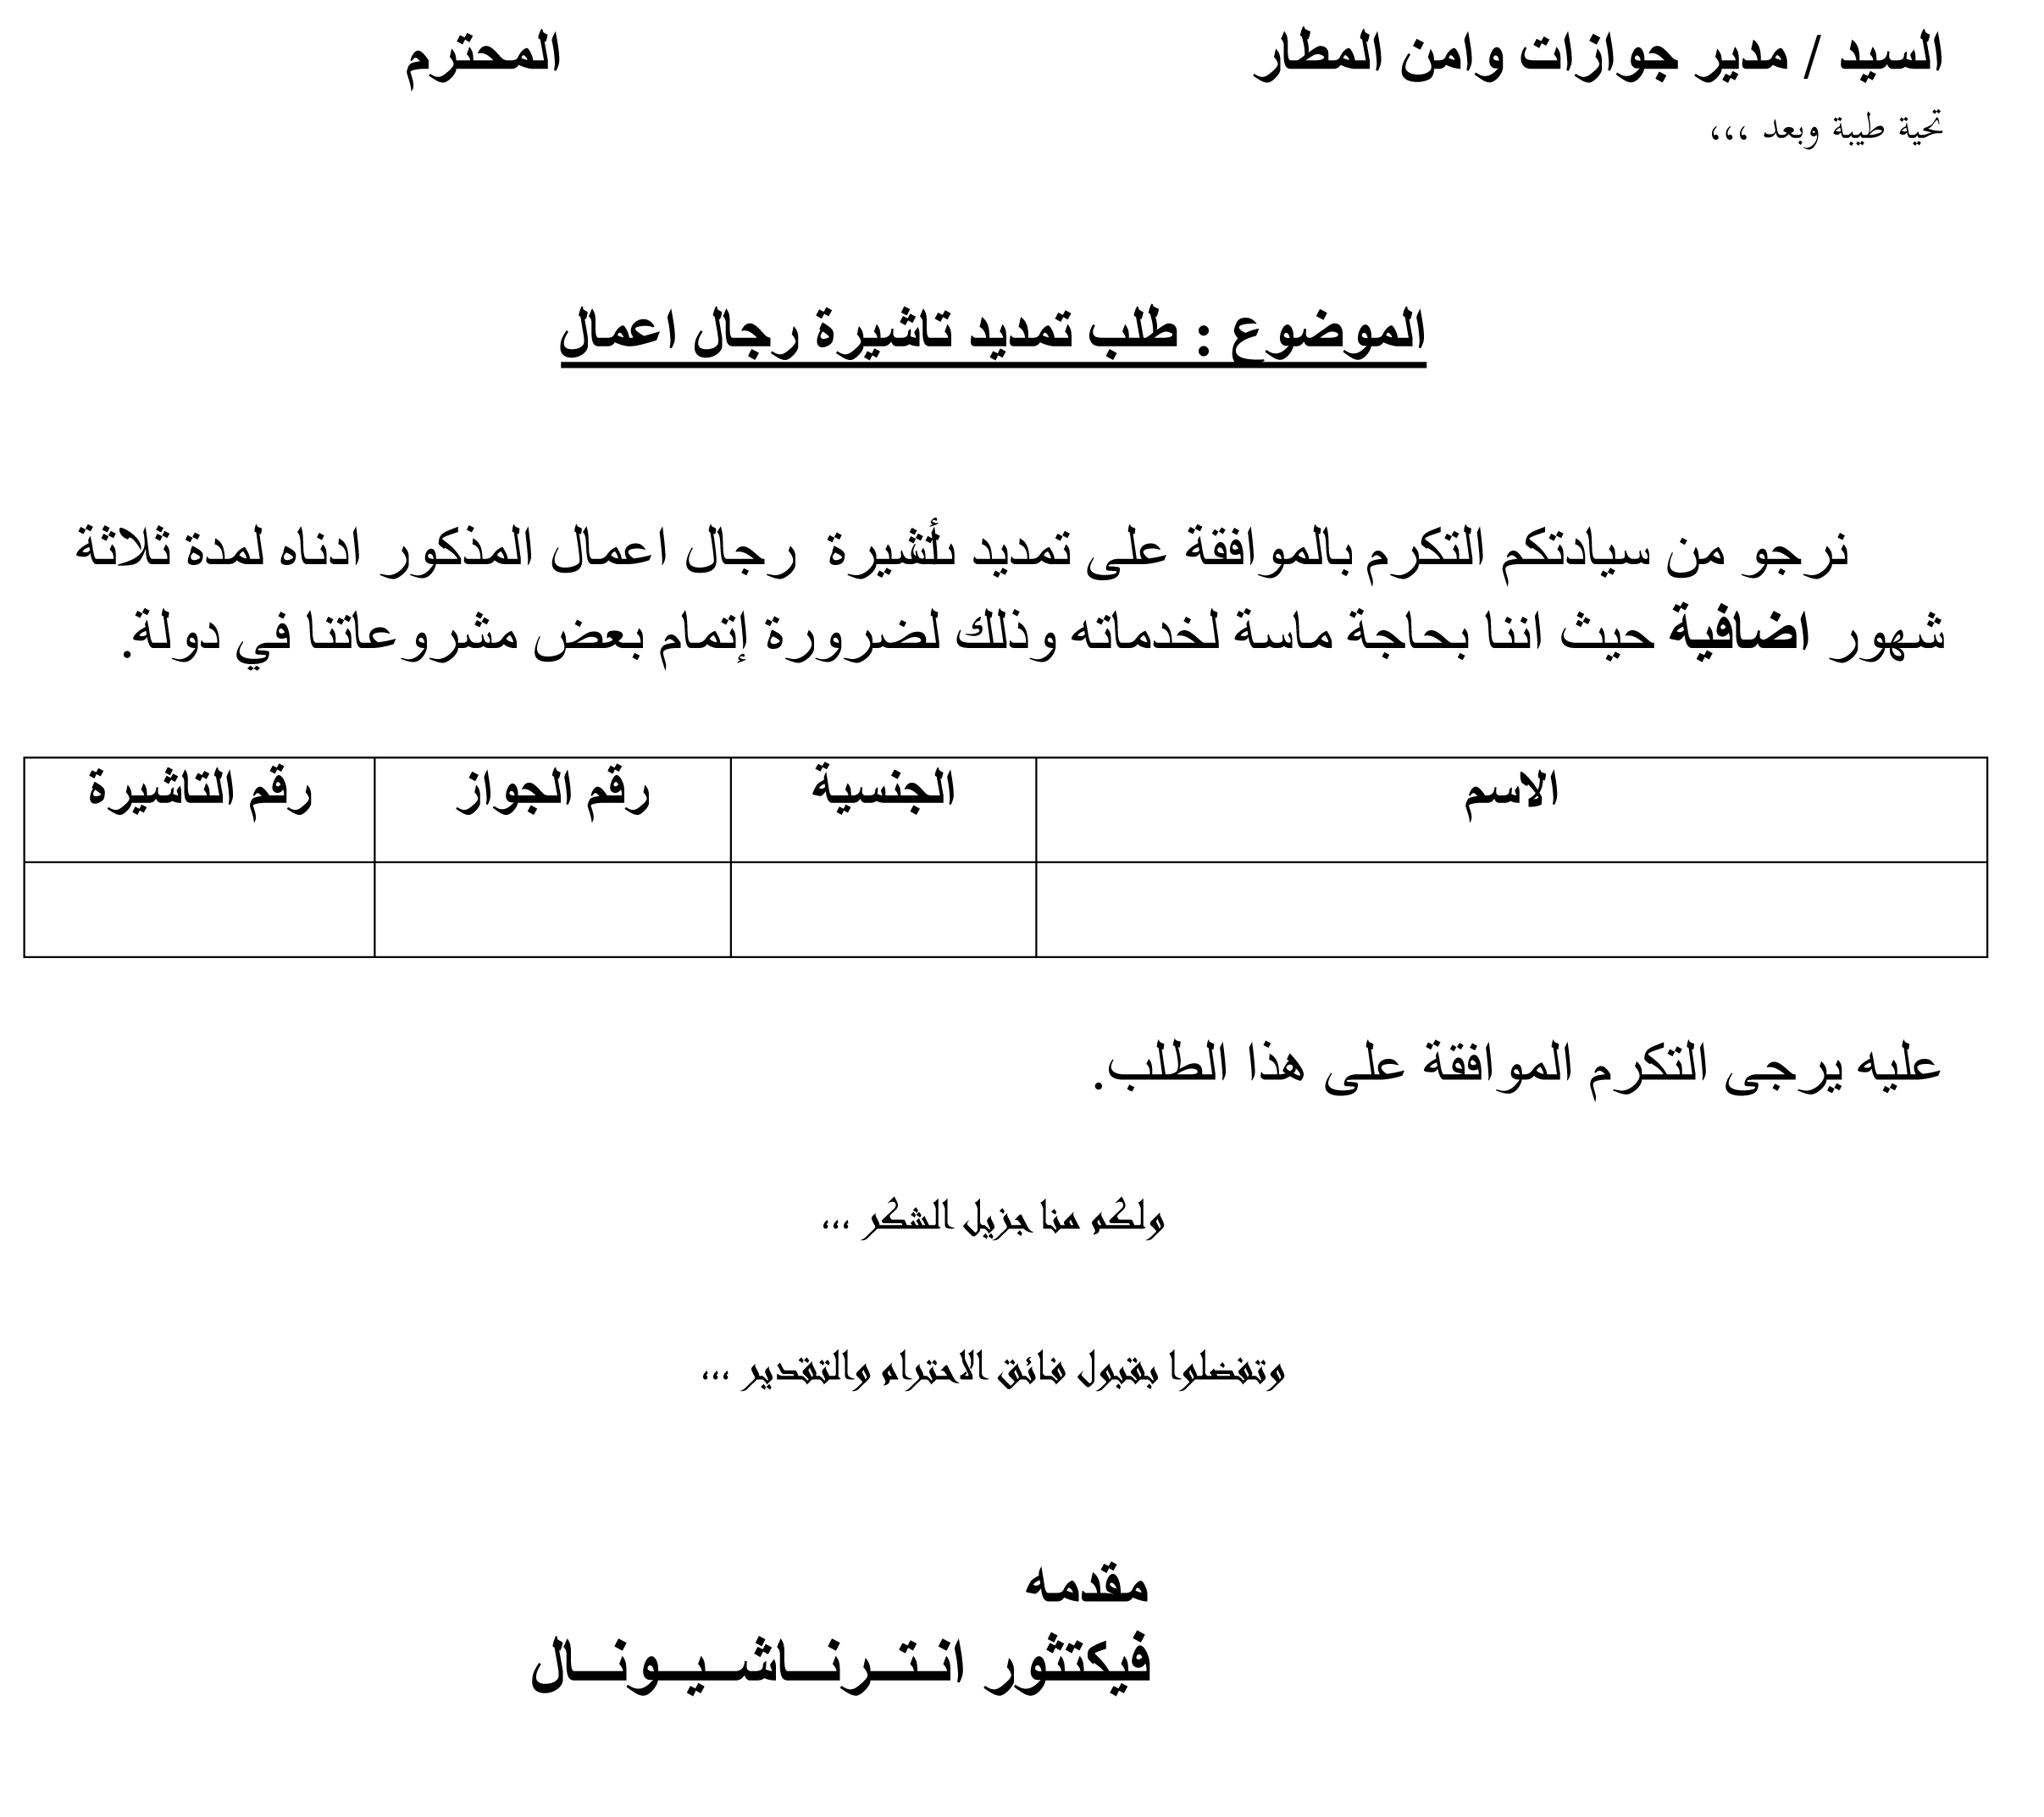 السيد / مدير جوازات وامن المطار المحترم
تحية طيبة وبعد ،،،
الموضوع : طلب تمديد تاشيرة رجال اعمال
نرجو من سيادتكم التكرم بالموافقة على تمديد تأشيرة رجال اعمال المذكور ادناه لمدة ثلاثة
شهور اضافية حيث اننا بحاجة ماسة لخدماته وذلك لضرورة إتمام بعض مشروعاتنا في دولة.
الاسم الجنسية رقم الجواز رقم التاشيرة
عليه يرجى التكرم الموافقة على هذا الطلب.
ولكم منا جزيل الشكر ،،،
وتفضلوا بقبول فائق الاحترام والتقدير ،،،
مقدمه
فيكتثور انتـرنـاشـيـونـال